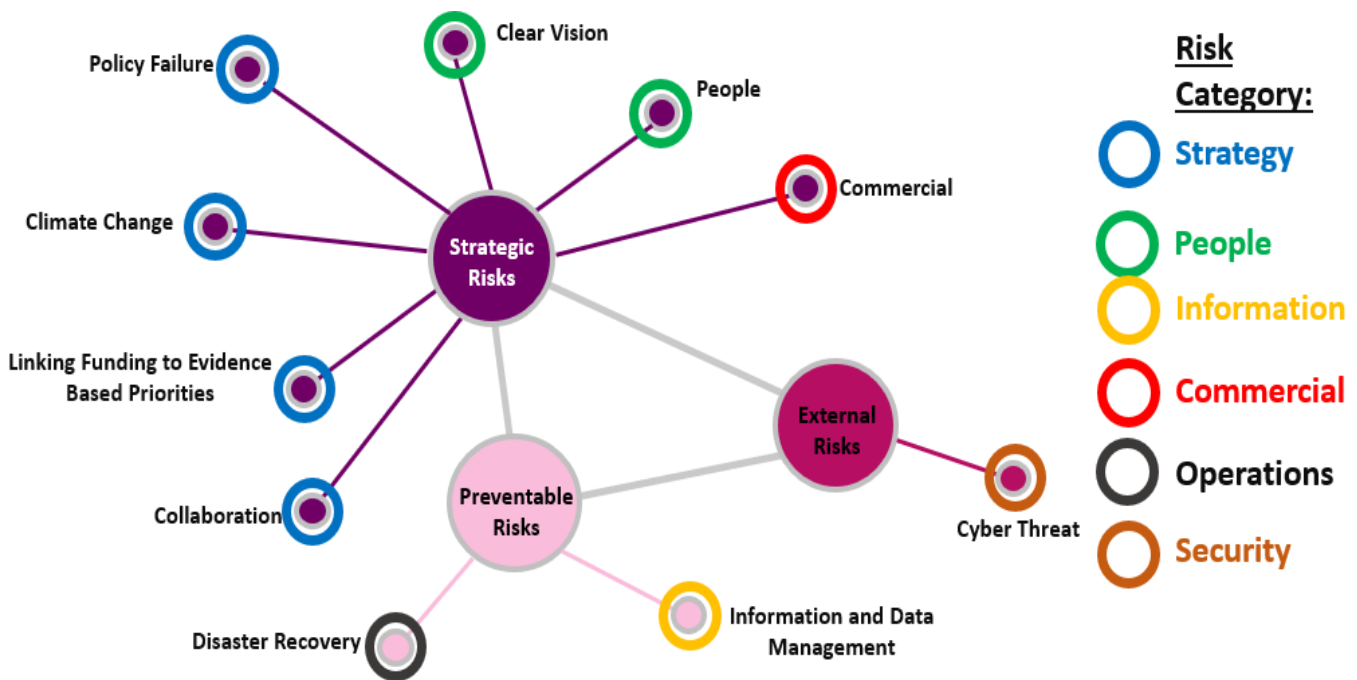 Clear Vision
Policy Failure
People
Commercial
Climate Change
Strategic
Risks
Linking Funding to Evidence
Based Priorities
External
Risks
Preventable
Risks
Collaboration
Cyber Threat
Disaster Recovery
Information and Data
Management
Risk
Category:
Strategy
People
Information
Commercial
Operations
Security